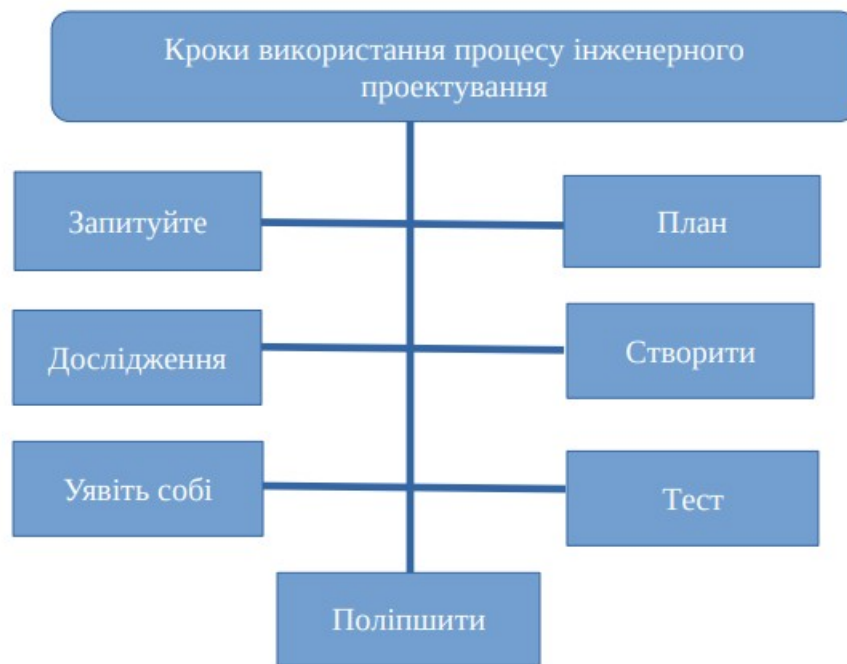 Кроки використання процесу інженерного
проектування
Запитуйте
План
Дослідження
Створити
Уявіть собі
Тест
Поліпшити